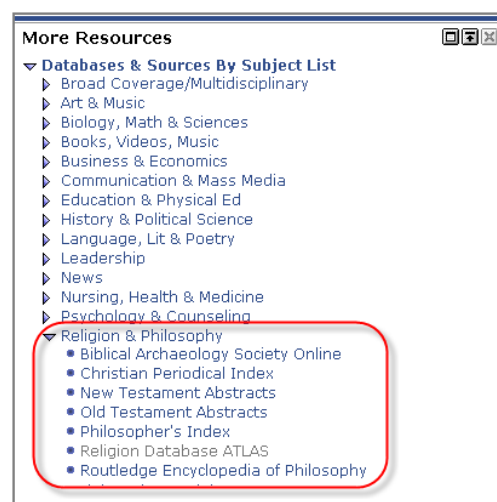 More Resources
Databases & Sources By Subject List
Broad Coverage/Multidisciplinary
Art & Music
Biology, Math & Sciences
Books, Videos, Music
Business & Economics
Communication & Mass Media
Education & Physical Ed
History & Political Science
Language, Lit & Poetry
Leadership
News
Nursing, Health & Medicine
Psychology & Counseling
Religion & Philosophy
Biblical Archaeology Society Online
Christian Periodical Index
New Testament Abstracts
Old Testament Abstracts
Philosopher's Index
Religion Database ATLAS
Routledge Encyclopedia of Philosophy